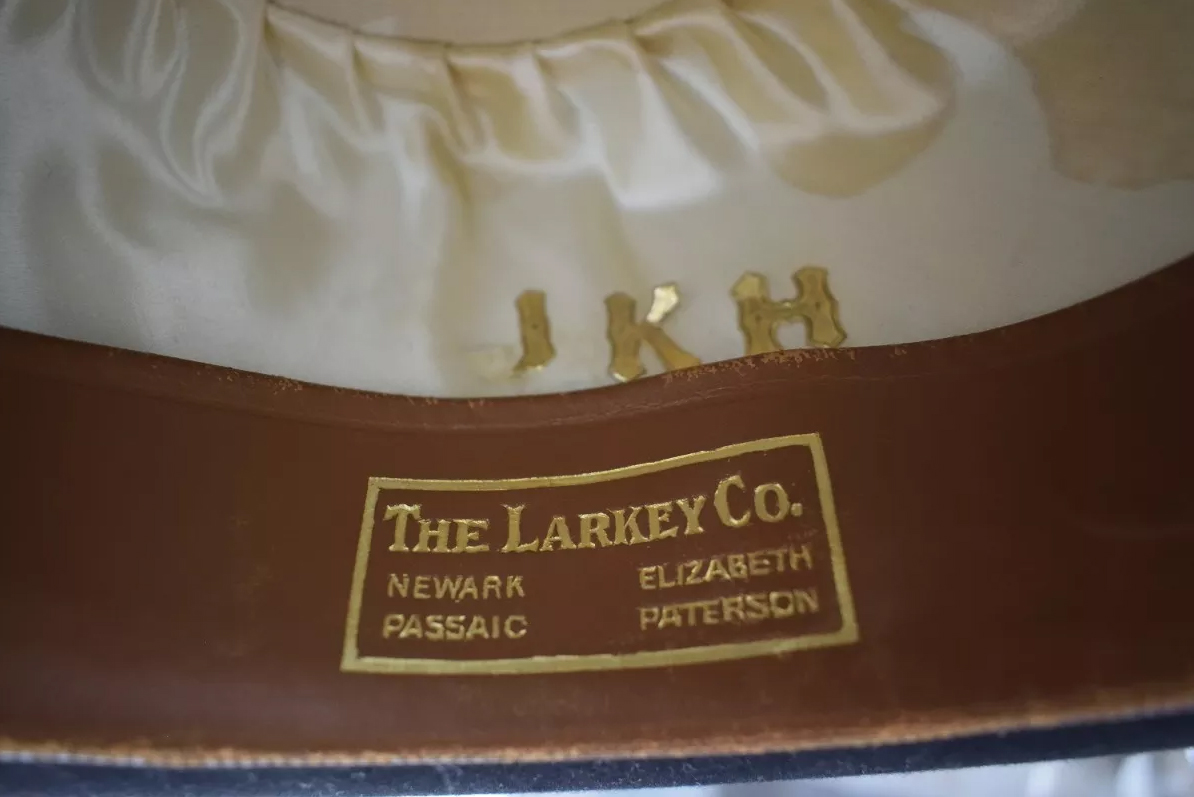 JKH
THE LARKEY CO.
NEWARK ELIZABETH
PASSAIC PATERSON